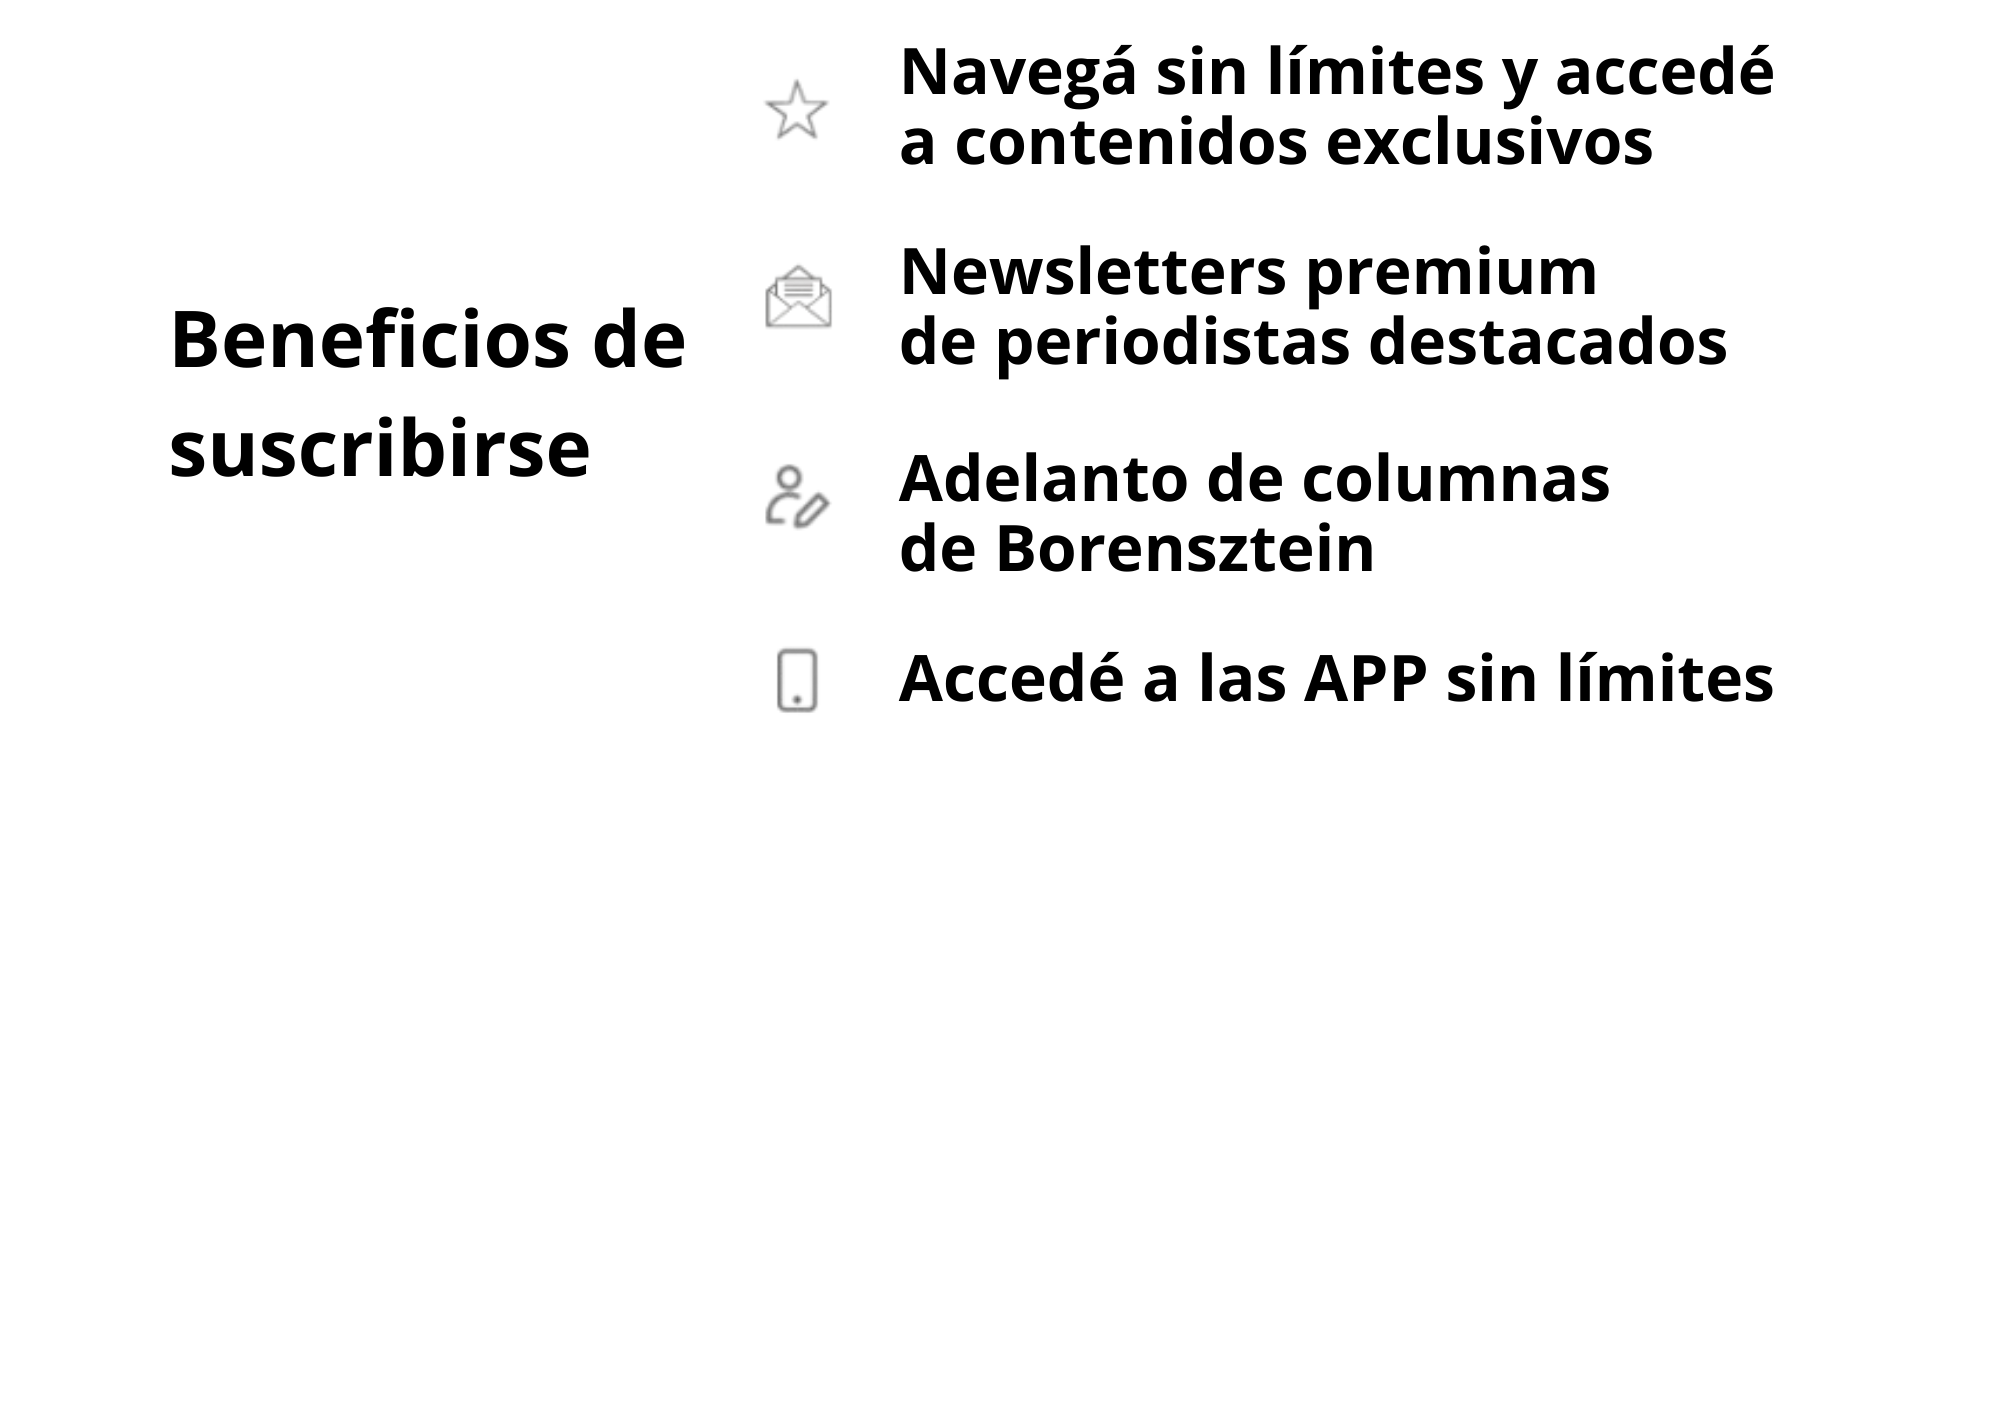 Beneficios de
suscribirse
Navegá sin límites y accedé
a contenidos exclusivos
Newsletters premium
de periodistas destacados
Adelanto de columnas
de Borensztein
Accedé a las APP sin límites